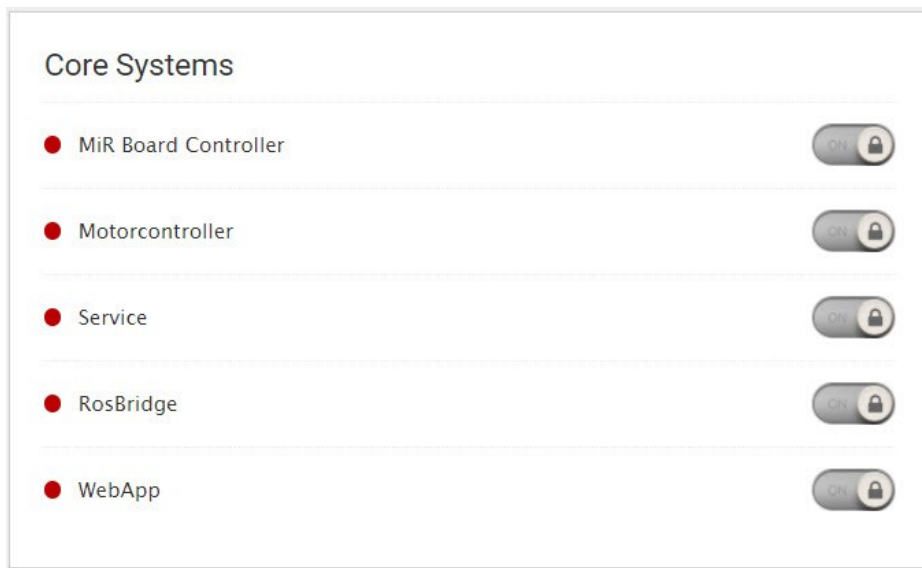 Core Systems
MiR Board Controller
ON
Motorcontroller
ON
Service
ON
RosBridge
ON
WebApp
ON